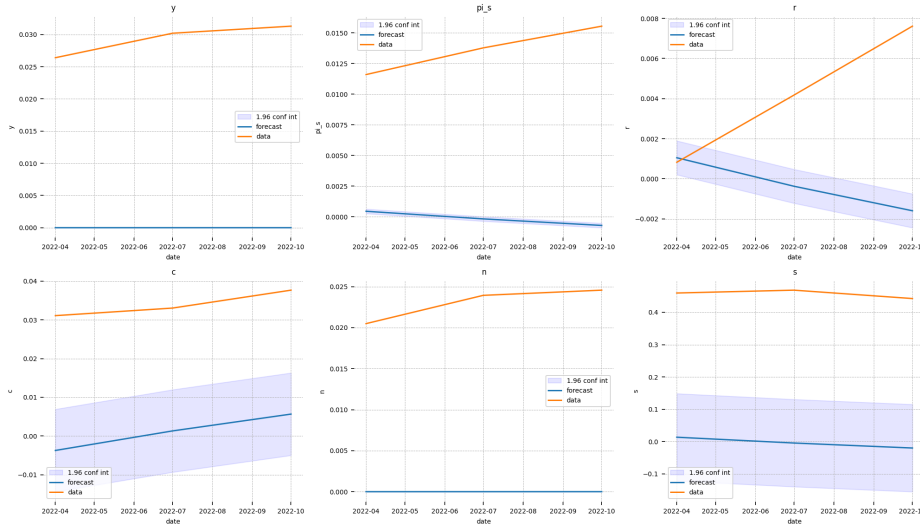 y
0.030
0.025
0.020
0.015
0.010
0.005
0.000
y
1.96 conf int
forecast
data
2022-04 2022-05 2022-06 2022-07 2022-08 2022-09 2022-10
date
pi_s
0.0150
0.0125
0.0100
0.0075
0.0050
0.0025
0.0000
pi_s
1.96 conf int
forecast
data
2022-04 2022-05 2022-06 2022-07 2022-08 2022-09 2022-10
date
r
0.008
0.006
0.004
0.002
0.000
−0.002
r
1.96 conf int
forecast
data
2022-04 2022-05 2022-06 2022-07 2022-08 2022-09 2022-1
date
c
0.04
0.03
0.02
0.01
0.00
−0.01
c
1.96 conf int
forecast
data
2022-04 2022-05 2022-06 2022-07 2022-08 2022-09 2022-10
date
n
0.025
0.020
0.015
0.010
0.005
0.000
n
1.96 conf int
forecast
data
2022-04 2022-05 2022-06 2022-07 2022-08 2022-09 2022-10
date
s
0.4
0.3
0.2
0.1
0.0
−0.1
s
1.96 conf int
forecast
data
2022-04 2022-05 2022-06 2022-07 2022-08 2022-09 2022-1
date